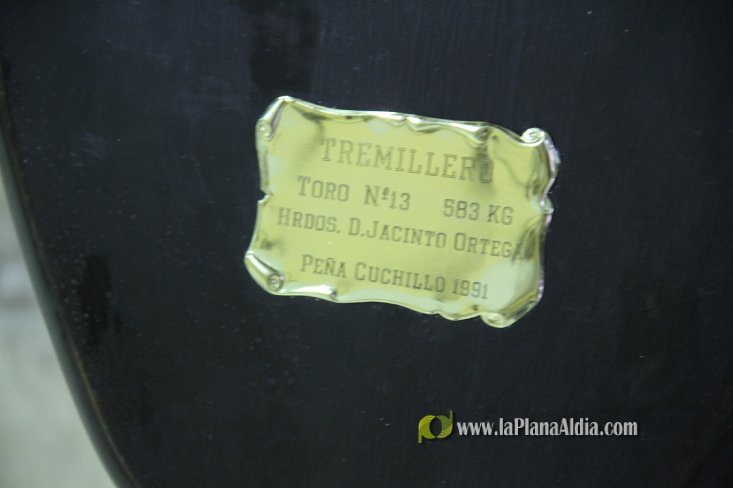 TREMILLERO
TORO Nº13 583 KG
HRDOS. D.JACINTO ORTEGA
PEÑA CUCHILLO 1991
www.laPlanaAldia.com